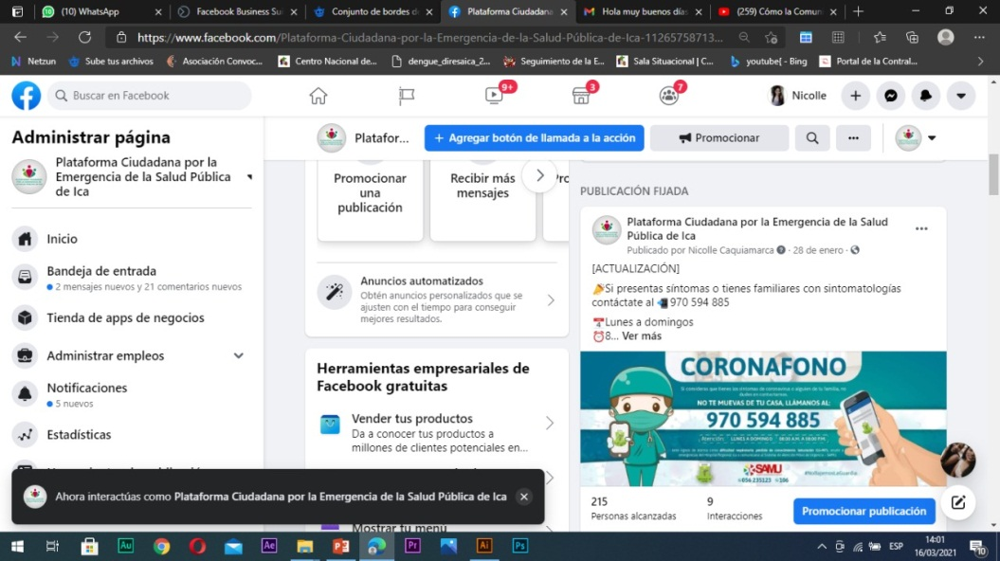 (10) WhatsApp
Facebook Business Sui
Conjunto de bordes d
Plataforma Ciudadana
Hola muy buenos días
(259) Cómo la Comun
https://www.facebook.com/Plataforma-Ciudadana-por-la-Emergencia-de-la-Salud-Pública-de-Ica-11265758713...
Netzun
Sube tus archivos
Asociación Convoc...
Centro Nacional de...
dengue_diresaica_2...
Seguimiento de la E...
Sala Situacional | C...
youtube{ - Bing
Portal de la Contral...
Buscar en Facebook
9+
3
7
Nicolle
Administrar página
Plataforma Ciudadana por la
Emergencia de la Salud Pública
de Ica
Inicio
Bandeja de entrada
2 mensajes nuevos y 21 comentarios nuevos
Tienda de apps de negocios
Administrar empleos
Notificaciones
5 nuevos
Estadísticas
Ahora interactúas como Plataforma Ciudadana por la Emergencia de la Salud Pública de Ica
Platafor...
+ Agregar botón de llamada a la acción
Promocionar
Promocionar
una
publicación
Recibir más
mensajes
Anuncios automatizados
Obtén anuncios personalizados que se
ajusten con el tiempo para conseguir
mejores resultados.
Herramientas empresariales de
Facebook gratuitas
Vender tus productos
Da a conocer tus productos a
millones de clientes potenciales en...
Mostrar tu menú
PUBLICACIÓN FIJADA
Plataforma Ciudadana por la Emergencia de la Salud
Pública de Ica
Publicado por Nicolle Caquiamarca · 28 de enero ·
[ACTUALIZACIÓN]
Si presentas síntomas o tienes familiares con sintomatologías
contáctate al 970 594 885
Lunes a domingos
8... Ver más
CORONAFONO
NO TE MUEVAS DE TU CASA, LLÁMANOS AL:
970 594 885
SAMU
215
Personas alcanzadas
9
Interacciones
Promocionar publicación
Au
Ae
Pr
Ai
Ps
ESP
14:01
16/03/2021
10